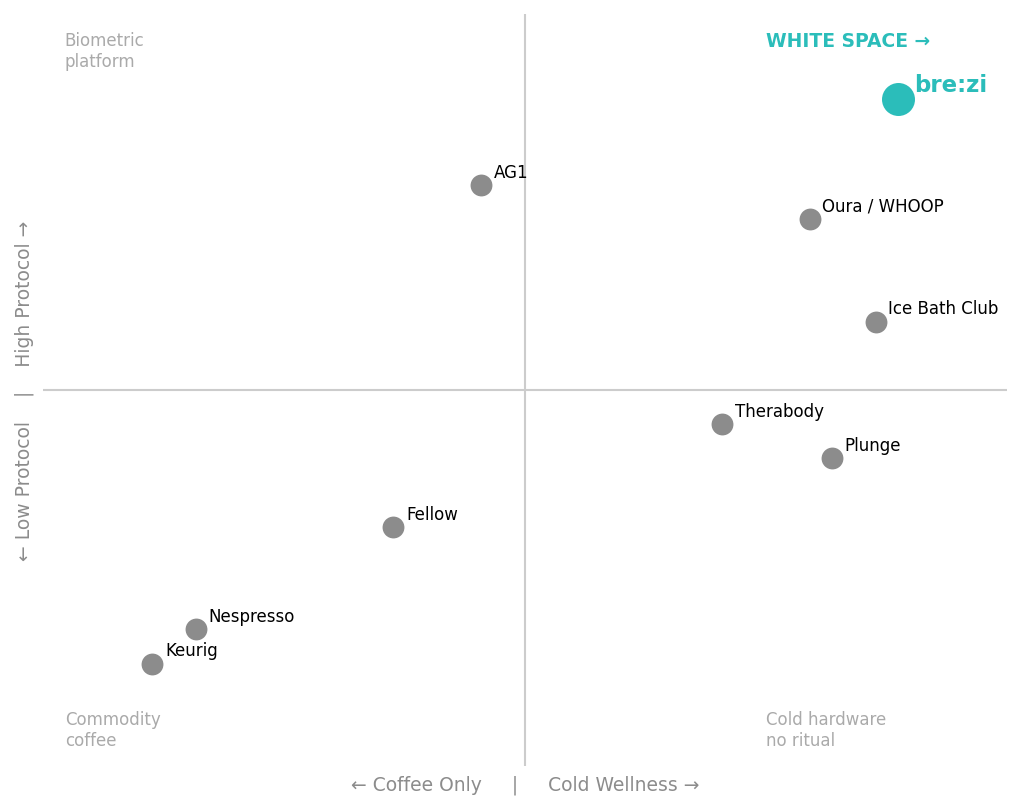 Biometric
platform
WHITE SPACE →
bre:zi
AG1
Oura / WHOOP
Ice Bath Club
Therabody
Plunge
Fellow
Nespresso
Keurig
Commodity
coffee
Cold hardware
no ritual
← Low Protocol | High Protocol →
← Coffee Only | Cold Wellness →